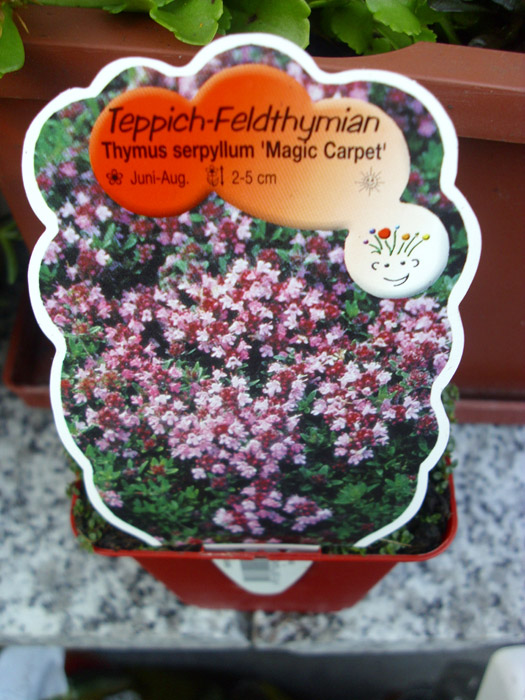 Teppich-Feldthymian
Thymus serpyllum 'Magic Carpet'
Juni-Aug. 2-5 cm